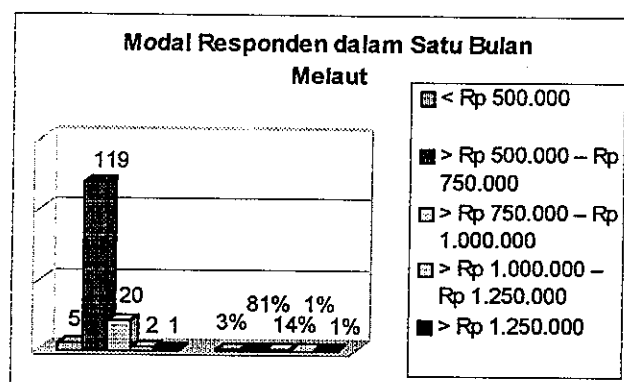 Modal Responden dalam Satu Bulan
Melaut
119
5
20
2
1
3%
81%
14%
1%
1%
< Rp 500.000
> Rp 500.000 – Rp
750.000
> Rp 750.000 – Rp
1.000.000
> Rp 1.000.000 –
Rp 1.250.000
> Rp 1.250.000